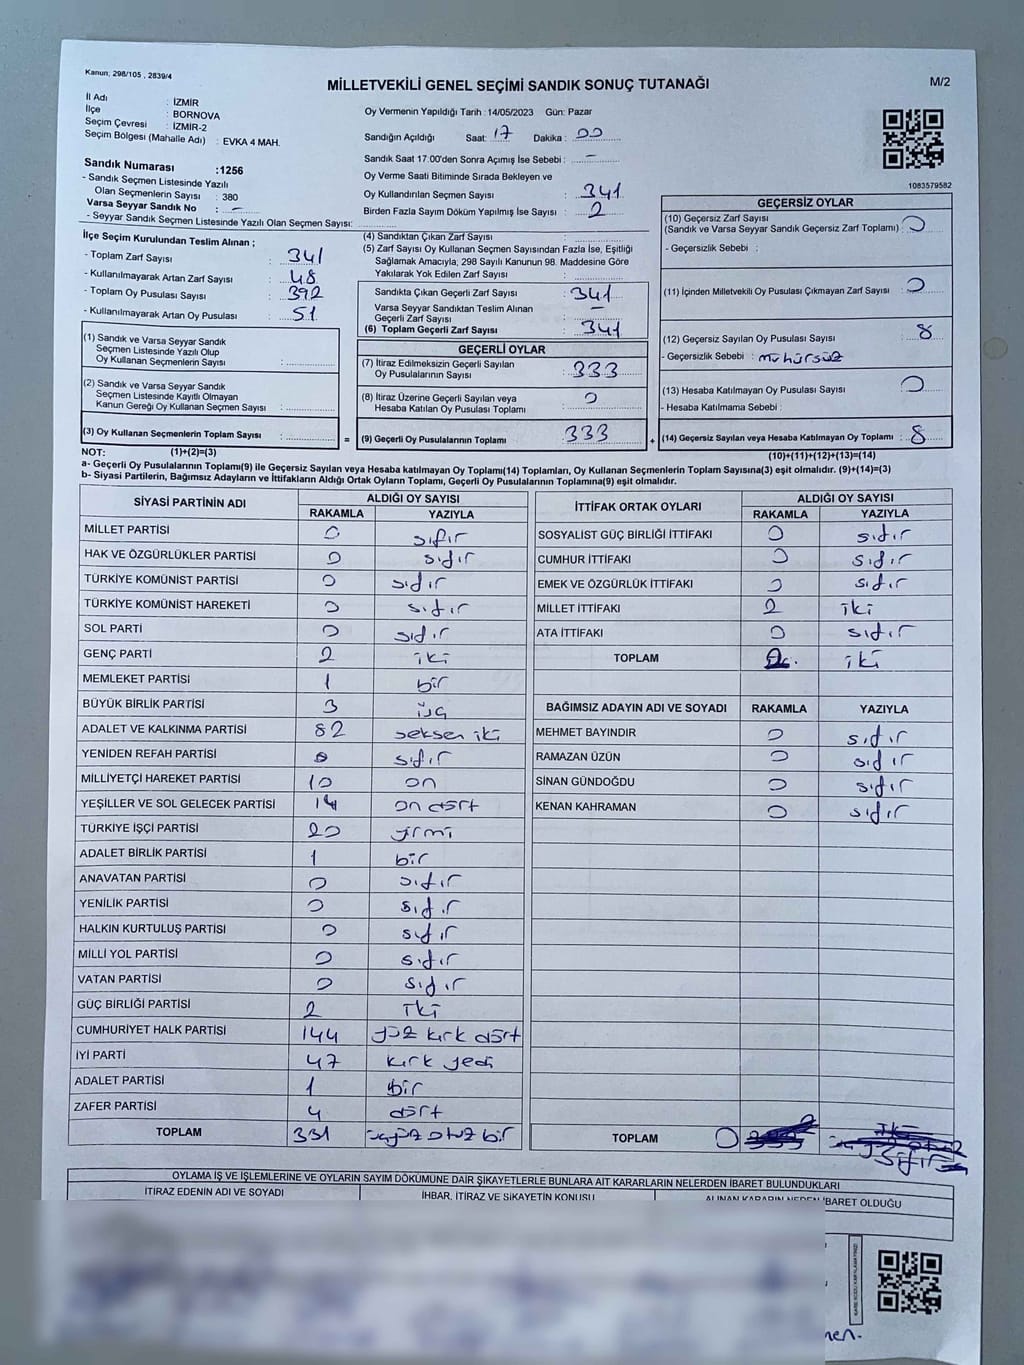 Kanun; 298/105 , 2839/4
MİLLETVEKİLİ GENEL SEÇİMİ SANDIK SONUÇ TUTANAĞI
M/2
İl Adı : İZMİR
İlçe : BORNOVA
Seçim Çevresi : İZMİR-2
Seçim Bölgesi (Mahalle Adı) : EVKA 4 MAH.
Oy Vermenin Yapıldığı Tarih : 14/05/2023 Gün: Pazar
Sandığın Açıldığı Saat: 17 Dakika : 00
Sandık Saat 17.00'den Sonra Açımış İse Sebebi : –
Oy Verme Saati Bitiminde Sırada Bekleyen ve
Oy Kullandırılan Seçmen Sayısı : 341
Birden Fazla Sayım Döküm Yapılmış İse Sayısı : 2
1083579582
Sandık Numarası :1256
- Sandık Seçmen Listesinde Yazılı
Olan Seçmenlerin Sayısı : 380
Varsa Seyyar Sandık No : –
- Seyyar Sandık Seçmen Listesinde Yazılı Olan Seçmen Sayısı:
İlçe Seçim Kurulundan Teslim Alınan ;
- Toplam Zarf Sayısı : 341
- Kullanılmayarak Artan Zarf Sayısı : 48
- Toplam Oy Pusulası Sayısı : 392
- Kullanılmayarak Artan Oy Pusulası : 51
(1) Sandık ve Varsa Seyyar Sandık
Seçmen Listesinde Yazılı Olup
Oy Kullanan Seçmenlerin Sayısı :
(2) Sandık ve Varsa Seyyar Sandık
Seçmen Listesinde Kayıtlı Olmayan
Kanun Gereği Oy Kullanan Seçmen Sayısı :
(3) Oy Kullanan Seçmenlerin Toplam Sayısı : =
(4) Sandıktan Çıkan Zarf Sayısı :
(5) Zarf Sayısı Oy Kullanan Seçmen Sayısından Fazla İse, Eşitliği
Sağlamak Amacıyla; 298 Sayılı Kanunun 98. Maddesine Göre
Yakılarak Yok Edilen Zarf Sayısı :
Sandıkta Çıkan Geçerli Zarf Sayısı : 341
Varsa Seyyar Sandıktan Teslim Alınan
Geçerli Zarf Sayısı : –
(6) Toplam Geçerli Zarf Sayısı : 341
GEÇERLİ OYLAR
(7) İtiraz Edilmeksizin Geçerli Sayılan
Oy Pusulalarının Sayısı : 333
(8) İtiraz Üzerine Geçerli Sayılan veya
Hesaba Katılan Oy Pusulası Toplamı : 0
(9) Geçerli Oy Pusulalarının Toplamı : 333 +
GEÇERSİZ OYLAR
(10) Geçersiz Zarf Sayısı
(Sandık ve Varsa Seyyar Sandık Geçersiz Zarf Toplamı) : 0
- Geçersizlik Sebebi :
(11) İçinden Milletvekili Oy Pusulası Çıkmayan Zarf Sayısı : 0
(12) Geçersiz Sayılan Oy Pusulası Sayısı : 8
- Geçersizlik Sebebi : mühürsüz
(13) Hesaba Katılmayan Oy Pusulası Sayısı : 0
- Hesaba Katılmama Sebebi :
(14) Geçersiz Sayılan veya Hesaba Katılmayan Oy Toplamı : 8
NOT: (1)+(2)=(3) (10)+(11)+(12)+(13)=(14)
a- Geçerli Oy Pusulalarının Toplamı(9) ile Geçersiz Sayılan veya Hesaba katılmayan Oy Toplamı(14) Toplamları, Oy Kullanan Seçmenlerin Toplam Sayısına(3) eşit olmalıdır. (9)+(14)=(3)
b- Siyasi Partilerin, Bağımsız Adayların ve İttifakların Aldığı Ortak Oyların Toplamı, Geçerli Oy Pusulalarının Toplamına(9) eşit olmalıdır.
SİYASİ PARTİNİN ADI ALDIĞI OY SAYISI
RAKAMLA YAZIYLA
MİLLET PARTİSİ 0 sıfır
HAK VE ÖZGÜRLÜKLER PARTİSİ 0 sıfır
TÜRKİYE KOMÜNİST PARTİSİ 0 sıfır
TÜRKİYE KOMÜNİST HAREKETİ 0 sıfır
SOL PARTİ 0 sıfır
GENÇ PARTİ 2 iki
MEMLEKET PARTİSİ 1 bir
BÜYÜK BİRLİK PARTİSİ 3 üç
ADALET VE KALKINMA PARTİSİ 82 seksen iki
YENİDEN REFAH PARTİSİ 0 sıfır
MİLLİYETÇİ HAREKET PARTİSİ 10 on
YEŞİLLER VE SOL GELECEK PARTİSİ 14 on dört
TÜRKİYE İŞÇİ PARTİSİ 20 yirmi
ADALET BİRLİK PARTİSİ 1 bir
ANAVATAN PARTİSİ 0 sıfır
YENİLİK PARTİSİ 0 sıfır
HALKIN KURTULUŞ PARTİSİ 0 sıfır
MİLLİ YOL PARTİSİ 0 sıfır
VATAN PARTİSİ 0 sıfır
GÜÇ BİRLİĞİ PARTİSİ 2 iki
CUMHURİYET HALK PARTİSİ 144 yüz kırk dört
İYİ PARTİ 47 kırk yedi
ADALET PARTİSİ 1 bir
ZAFER PARTİSİ 4 dört
TOPLAM 331 üçyüz otuz bir
İTTİFAK ORTAK OYLARI ALDIĞI OY SAYISI
RAKAMLA YAZIYLA
SOSYALİST GÜÇ BİRLİĞİ İTTİFAKI 0 sıfır
CUMHUR İTTİFAKI 0 sıfır
EMEK VE ÖZGÜRLÜK İTTİFAKI 0 sıfır
MİLLET İTTİFAKI 2 iki
ATA İTTİFAKI 0 sıfır
TOPLAM 2. iki
BAĞIMSIZ ADAYIN ADI VE SOYADI RAKAMLA YAZIYLA
MEHMET BAYINDIR 0 sıfır
RAMAZAN ÜZÜN 0 sıfır
SİNAN GÜNDOĞDU 0 sıfır
KENAN KAHRAMAN 0 sıfır
TOPLAM 0 sıfır
OYLAMA İŞ VE İŞLEMLERİNE VE OYLARIN SAYIM DÖKÜMÜNE DAİR ŞİKAYETLERLE BUNLARA AİT KARARLARIN NELERDEN İBARET BULUNDUKLARI
İTİRAZ EDENİN ADI VE SOYADI İHBAR, İTİRAZ VE ŞİKAYETİN KONUSU ALINAN KARARIN NEDEN İBARET OLDUĞU